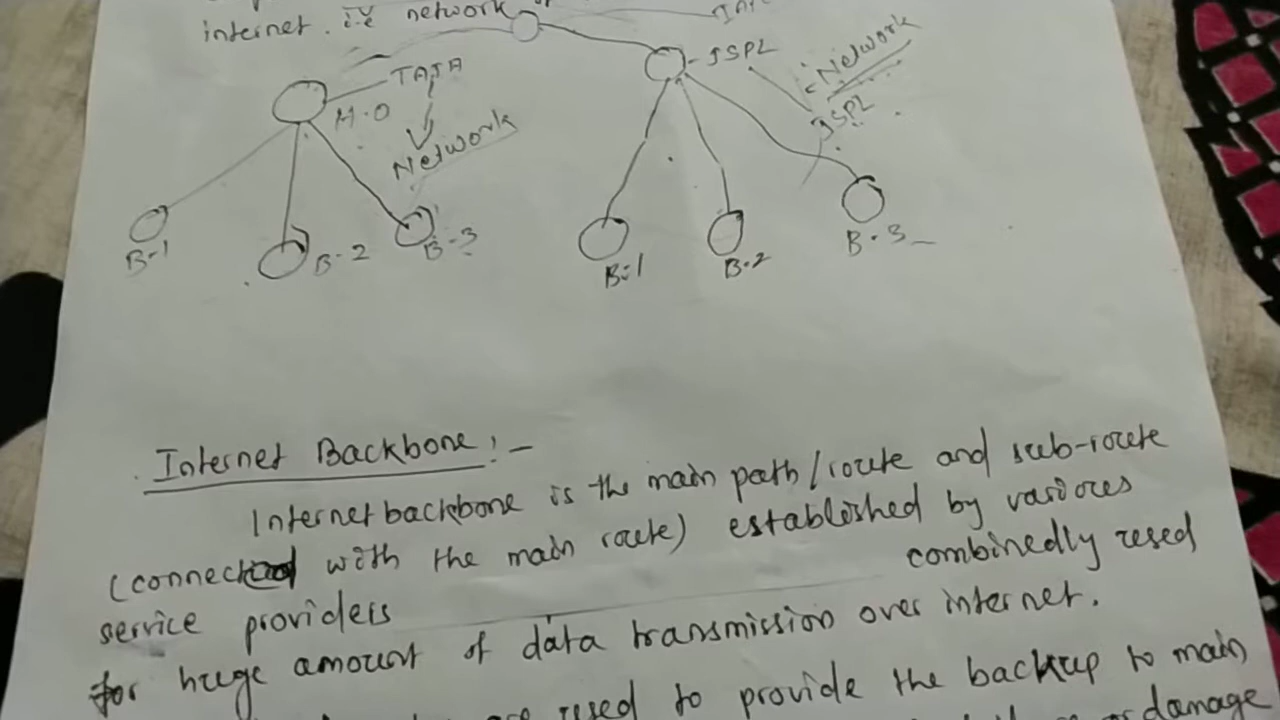 internet. i.e network of
JSPL
<Network
JSPL
TATA
M.O
Network
B-1
B-2
B-3
B-1
B-2
B-3
Internet Backbone:-
Internet backbone is the main path/route and sub-route
(connected with the main route) established by various
service providers combinedly used
for huge amount of data transmission over internet.
used to provide the backup to main
or damage